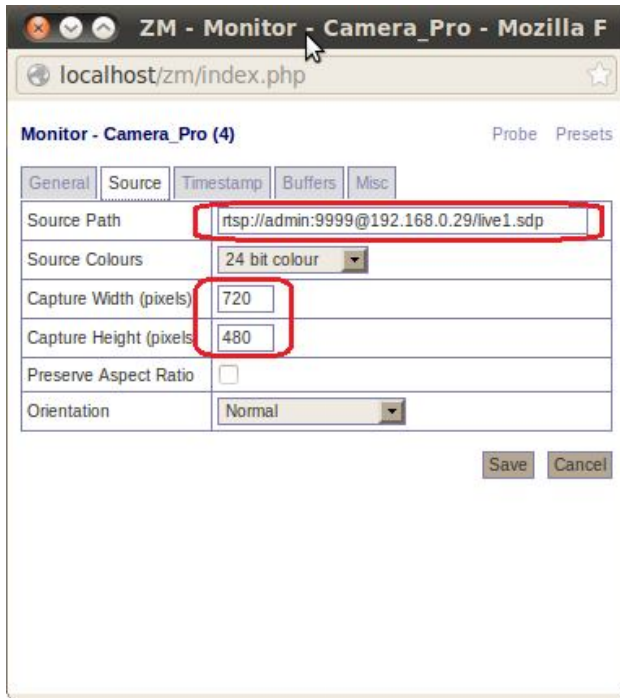 ZM - Monitor - Camera_Pro - Mozilla F
localhost/zm/index.php
Monitor - Camera_Pro (4) Probe Presets
General Source Timestamp Buffers Misc
Source Path rtsp://admin:9999@192.168.0.29/live1.sdp
Source Colours 24 bit colour
Capture Width (pixels) 720
Capture Height (pixels 480
Preserve Aspect Ratio
Orientation Normal
Save Cancel